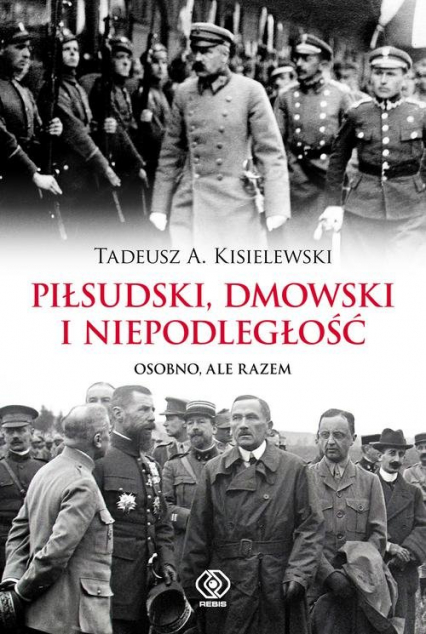 Tadeusz A. Kisielewski
PIŁSUDSKI, DMOWSKI
I NIEPODLEGŁOŚĆ
OSOBNO, ALE RAZEM
REBIS